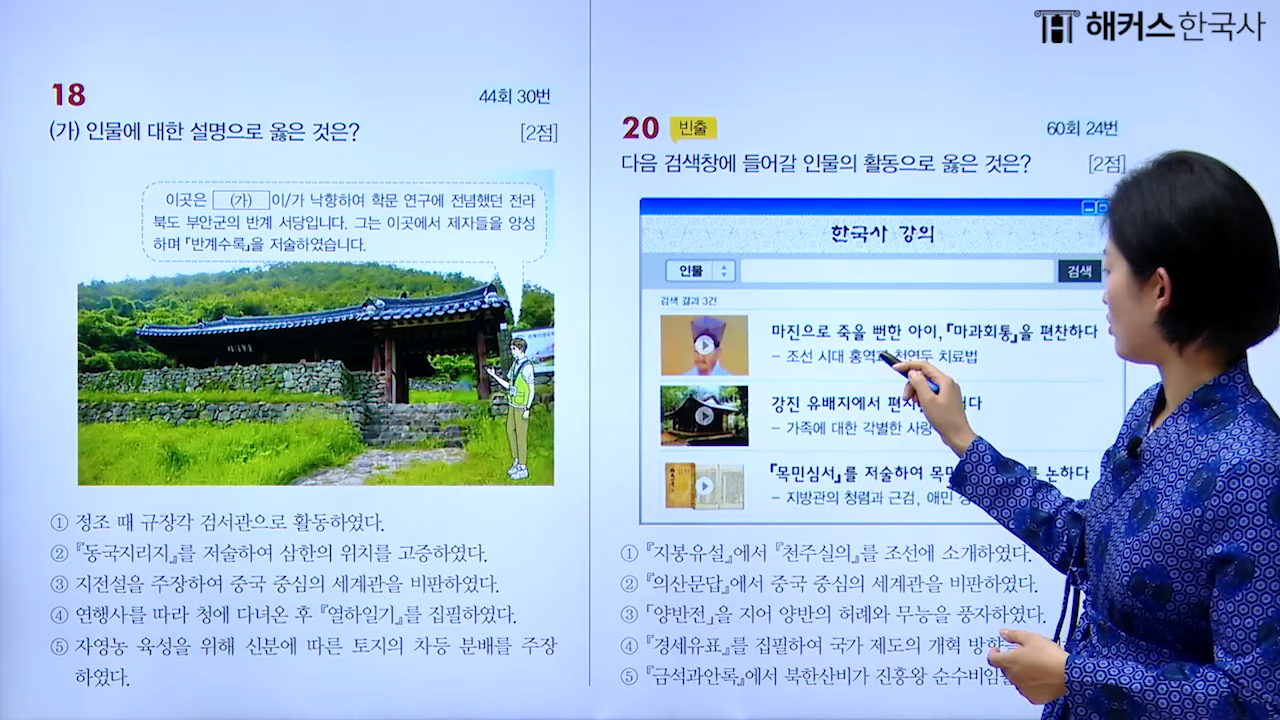 해커스한국사
18
44회 30번
(가) 인물에 대한 설명으로 옳은 것은?
[2점]
이곳은 (가) 이/가 낙향하여 학문 연구에 전념했던 전라
북도 부안군의 반계 서당입니다. 그는 이곳에서 제자들을 양성
하며 『반계수록』을 저술하였습니다.
① 정조 때 규장각 검서관으로 활동하였다.
② 『동국지리지』를 저술하여 삼한의 위치를 고증하였다.
③ 지전설을 주장하여 중국 중심의 세계관을 비판하였다.
④ 연행사를 따라 청에 다녀온 후 『열하일기』를 집필하였다.
⑤ 자영농 육성을 위해 신분에 따른 토지의 차등 분배를 주장
하였다.
20 빈출
60회 24번
다음 검색창에 들어갈 인물의 활동으로 옳은 것은?
[2점]
한국사 강의
인물
검색
검색 결과 3건
마진으로 죽을 뻔한 아이, 『마과회통』을 편찬하다
- 조선 시대 홍역과 천연두 치료법
강진 유배지에서
- 가족에 대한 각별한 사랑
『목민심서』를 저술하여 논하다
- 지방관의 청렴과 근검, 애민
① 『지봉유설』에서 『천주실의』를 조선에 소개하였다.
② 『의산문답』에서 중국 중심의 세계관을 비판하였다.
③ 「양반전」을 지어 양반의 허례와 무능을 풍자하였다.
④ 『경세유표』를 집필하여 국가 제도의 개혁
⑤ 『금석과안록』에서 북한산비가 진흥왕